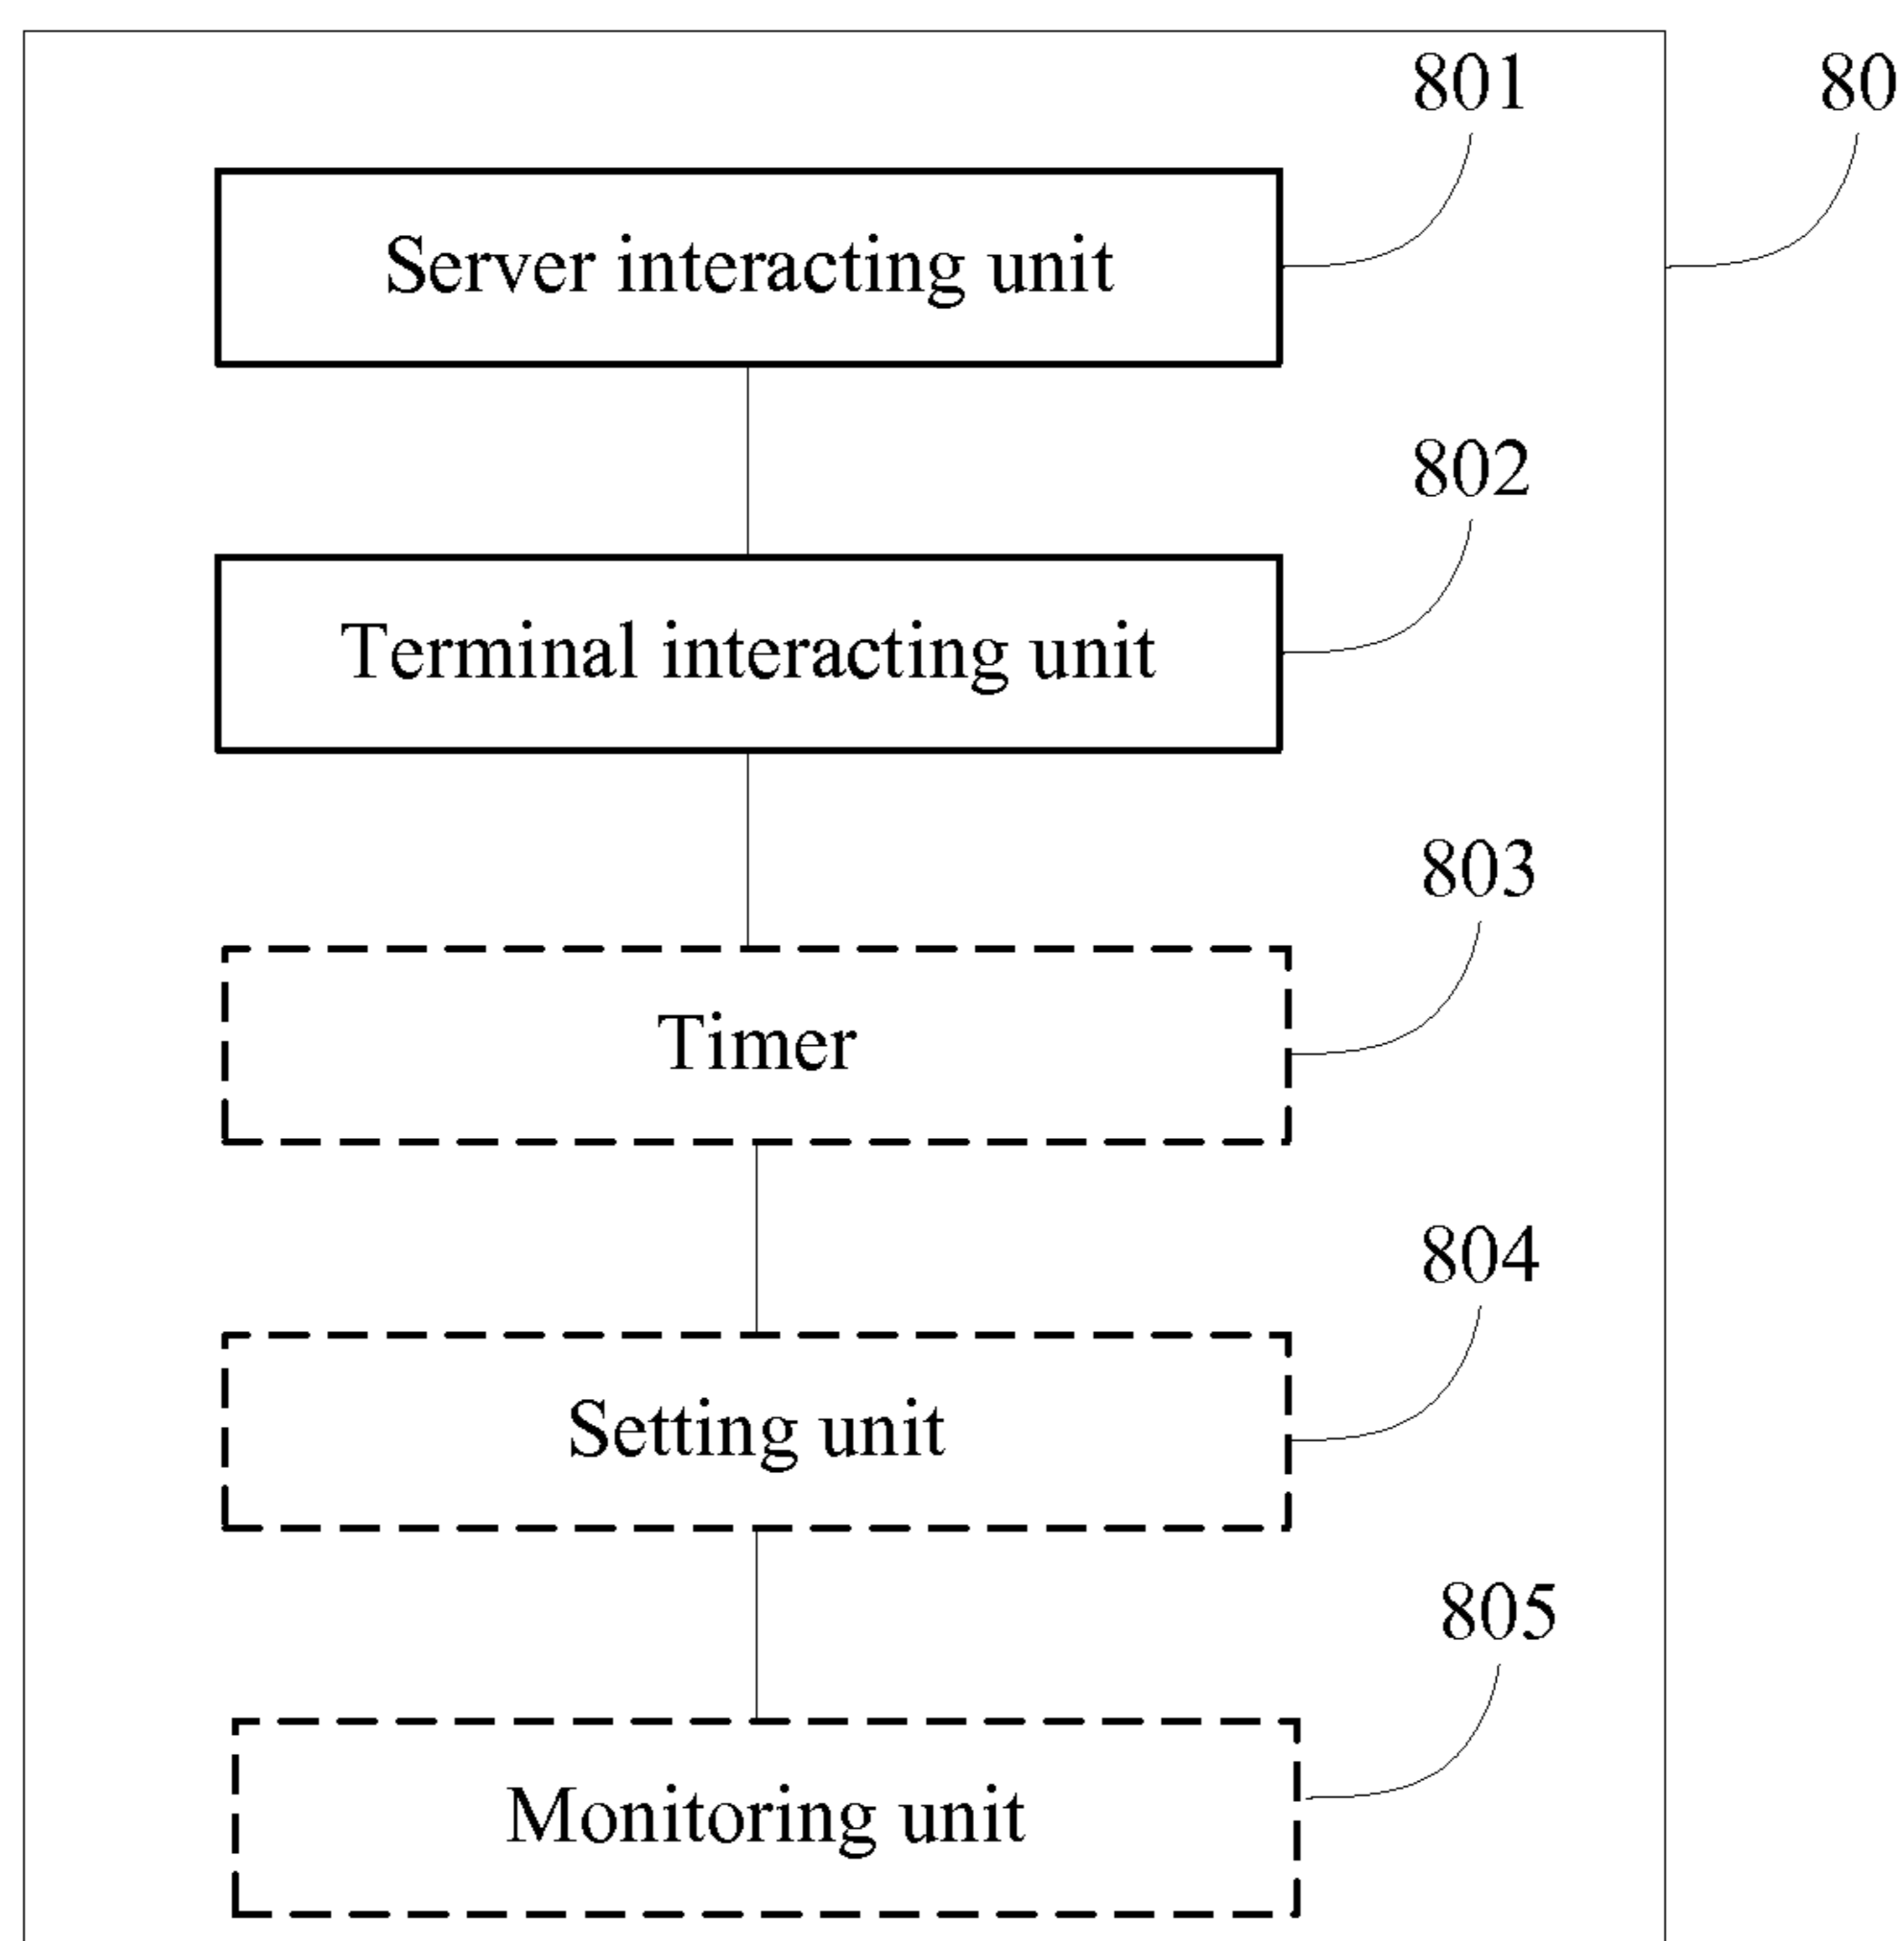 801
80
Server interacting unit
802
Terminal interacting unit
803
Timer
804
Setting unit
805
Monitoring unit